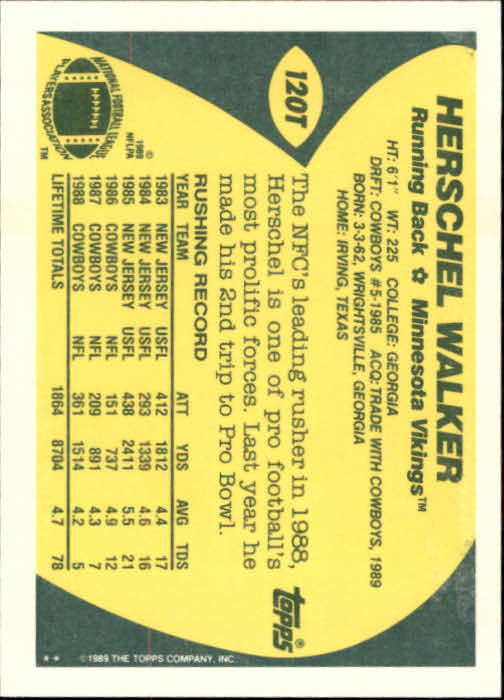 120T
HERSCHEL WALKER
Running Back ✩ Minnesota Vikings™
HT: 6'1" WT: 225 COLLEGE: GEORGIA
DRFT: COWBOYS #5-1985 ACQ: TRADE WITH COWBOYS, 1989
BORN: 3-3-62, WRIGHTSVILLE, GEORGIA
HOME: IRVING, TEXAS
The NFC's leading rusher in 1988,
Herschel is one of pro football's
most prolific forces. Last year he
made his 2nd trip to Pro Bowl.
topps®
RUSHING RECORD
YEAR TEAM ATT YDS AVG TDS
1983 NEW JERSEY USFL 412 1812 4.4 17
1984 NEW JERSEY USFL 293 1339 4.6 16
1985 NEW JERSEY USFL 438 2411 5.5 21
1986 COWBOYS NFL 151 737 4.9 12
1987 COWBOYS NFL 209 891 4.3 7
1988 COWBOYS NFL 361 1514 4.2 5
LIFETIME TOTALS 1864 8704 4.7 78
NATIONAL FOOTBALL LEAGUE
PLAYERS ASSOCIATION
™
©
1989
NFLPA
** ©1989 THE TOPPS COMPANY, INC.